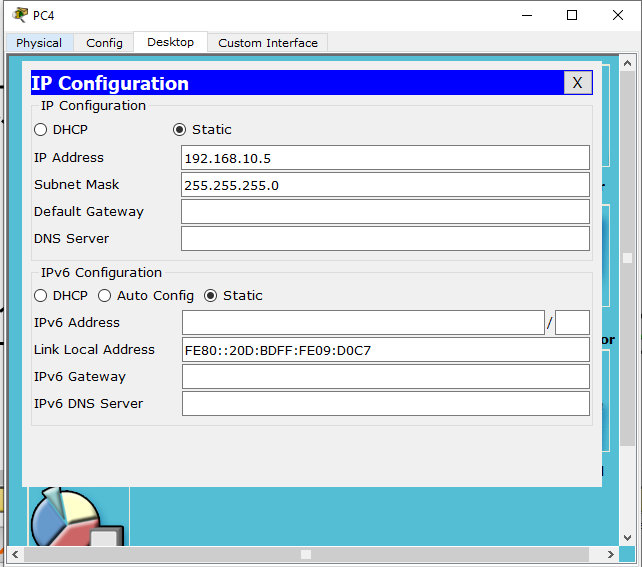 PC4
Physical Config Desktop Custom Interface
IP Configuration X
IP Configuration
DHCP Static
IP Address 192.168.10.5
Subnet Mask 255.255.255.0
Default Gateway
DNS Server
IPv6 Configuration
DHCP Auto Config Static
IPv6 Address /
Link Local Address FE80::20D:BDFF:FE09:D0C7
IPv6 Gateway
IPv6 DNS Server
or